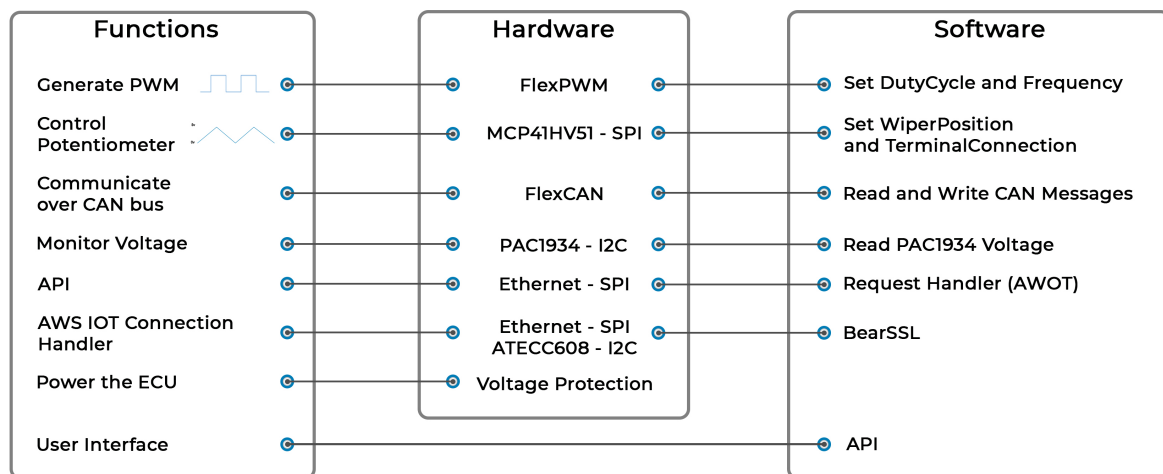 Functions
Hardware
Software
Generate PWM
FlexPWM
Set DutyCycle and Frequency
Control
Potentiometer
MCP41HV51 - SPI
Set WiperPosition
and TerminalConnection
Communicate
over CAN bus
FlexCAN
Read and Write CAN Messages
Monitor Voltage
PAC1934 - I2C
Read PAC1934 Voltage
API
Ethernet - SPI
Request Handler (AWOT)
AWS IOT Connection
Handler
Ethernet - SPI
ATECC608 - I2C
BearSSL
Power the ECU
Voltage Protection
User Interface
API